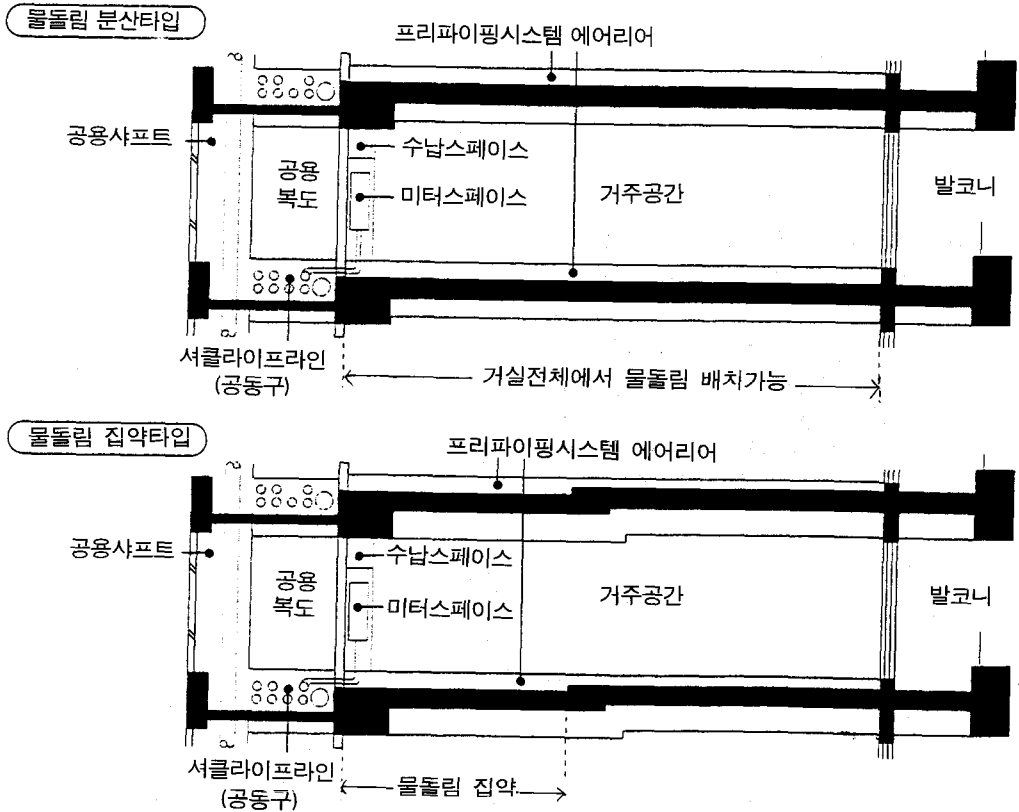 물돌림 분산타입
프리파이핑시스템 에어리어
공용샤프트
공용
복도
수납스페이스
미터스페이스
거주공간
발코니
셔클라이프라인
(공동구)
거실전체에서 물돌림 배치가능
물돌림 집약타입
프리파이핑시스템 에어리어
공용샤프트
공용
복도
수납스페이스
미터스페이스
거주공간
발코니
셔클라이프라인
(공동구)
물돌림 집약